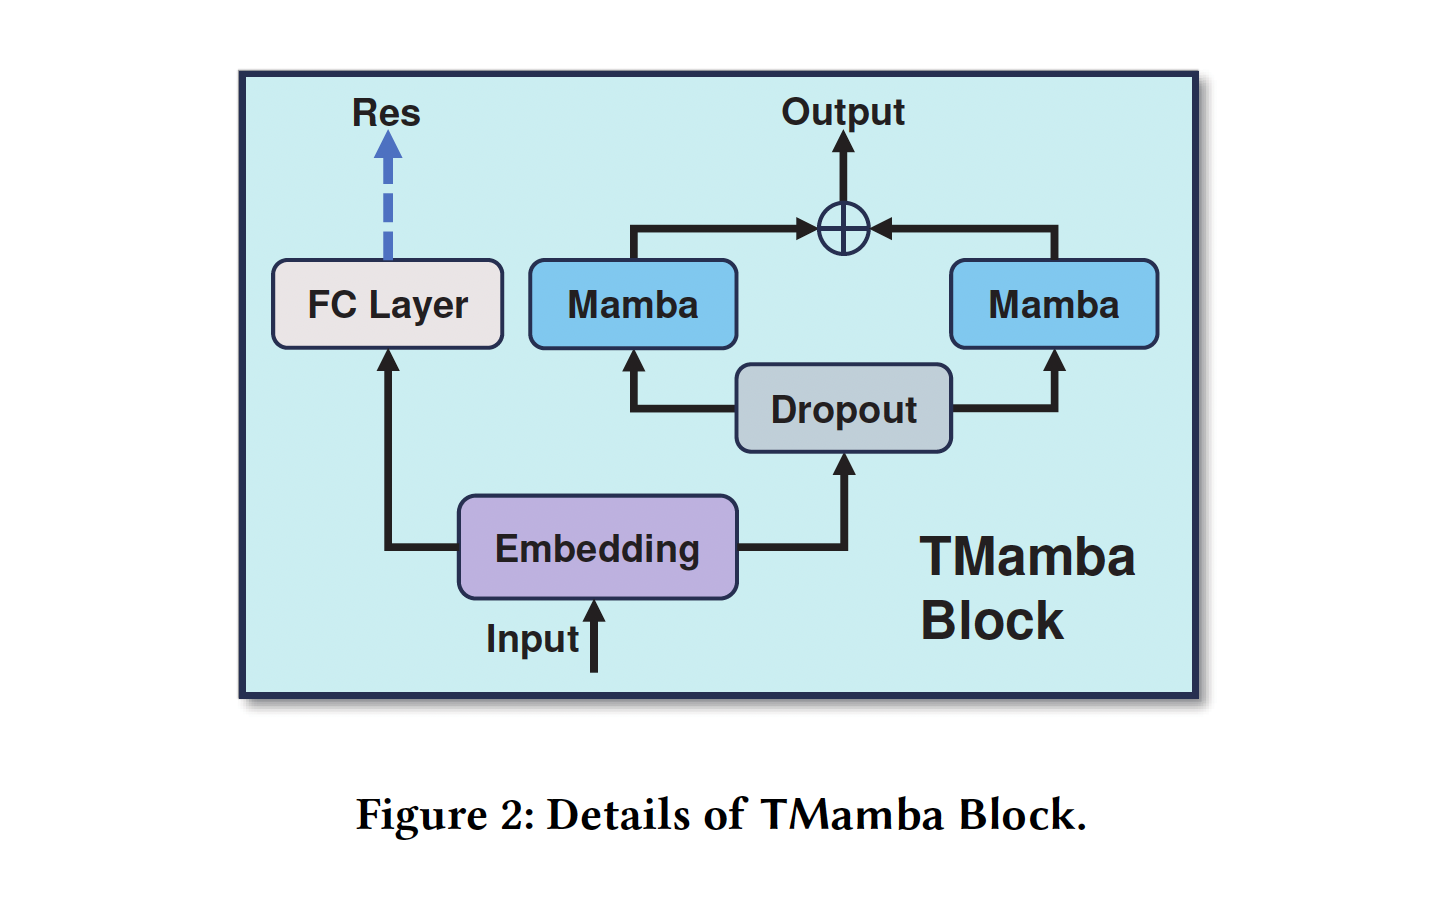 Res
Output
FC Layer
Mamba
Mamba
Dropout
Embedding
Input
TMamba
Block
Figure 2: Details of TMamba Block.